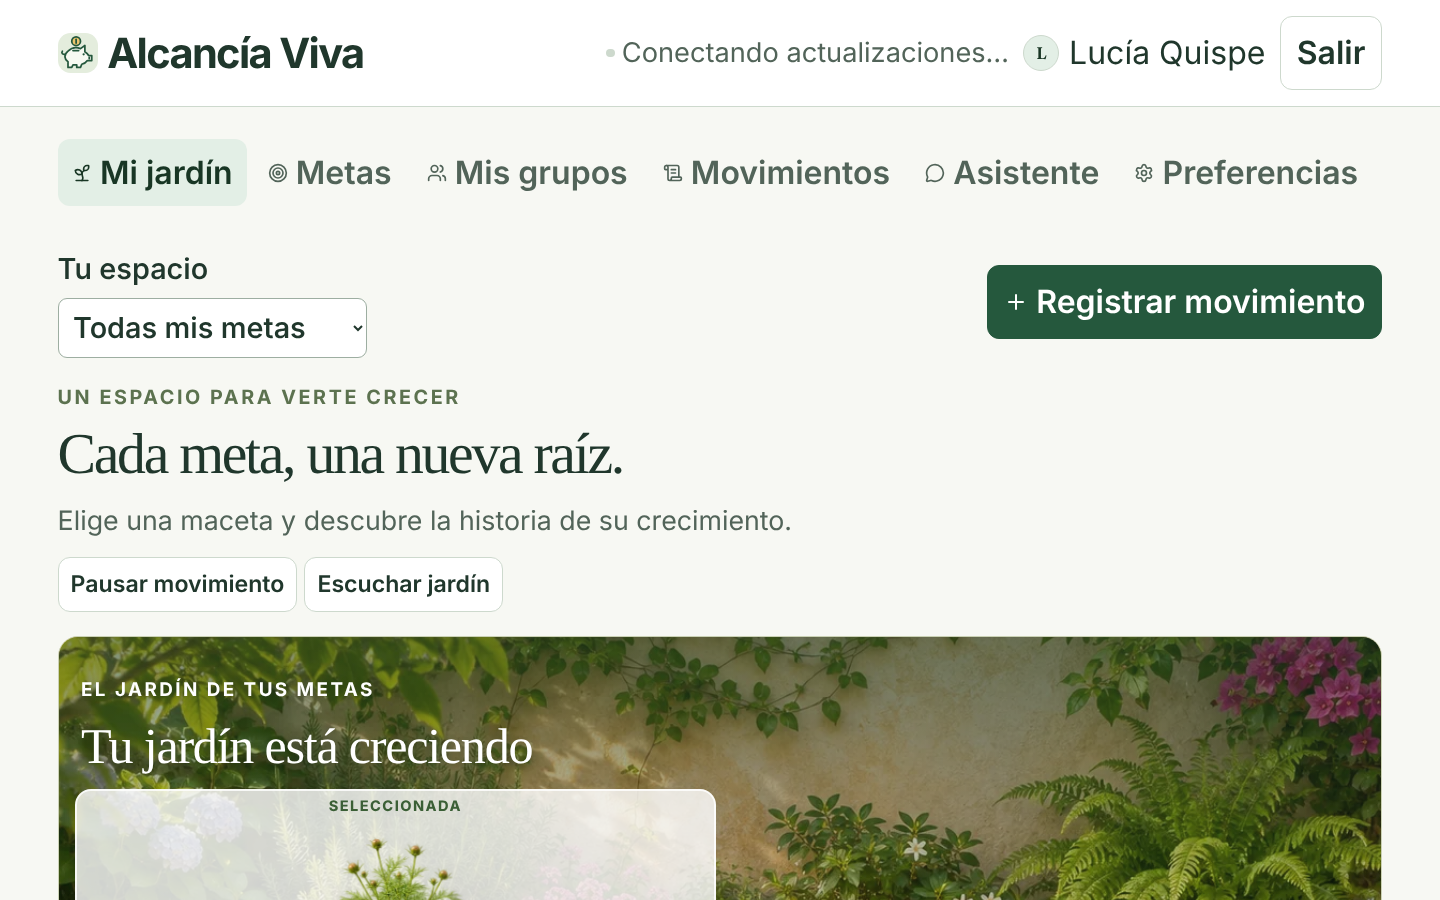 Alcancía Viva
Conectando actualizaciones...
L
Lucía Quispe
Salir
Mi jardín
Metas
Mis grupos
Movimientos
Asistente
Preferencias
Tu espacio
Todas mis metas
+ Registrar movimiento
UN ESPACIO PARA VERTE CRECER
Cada meta, una nueva raíz.
Elige una maceta y descubre la historia de su crecimiento.
Pausar movimiento
Escuchar jardín
EL JARDÍN DE TUS METAS
Tu jardín está creciendo
SELECCIONADA